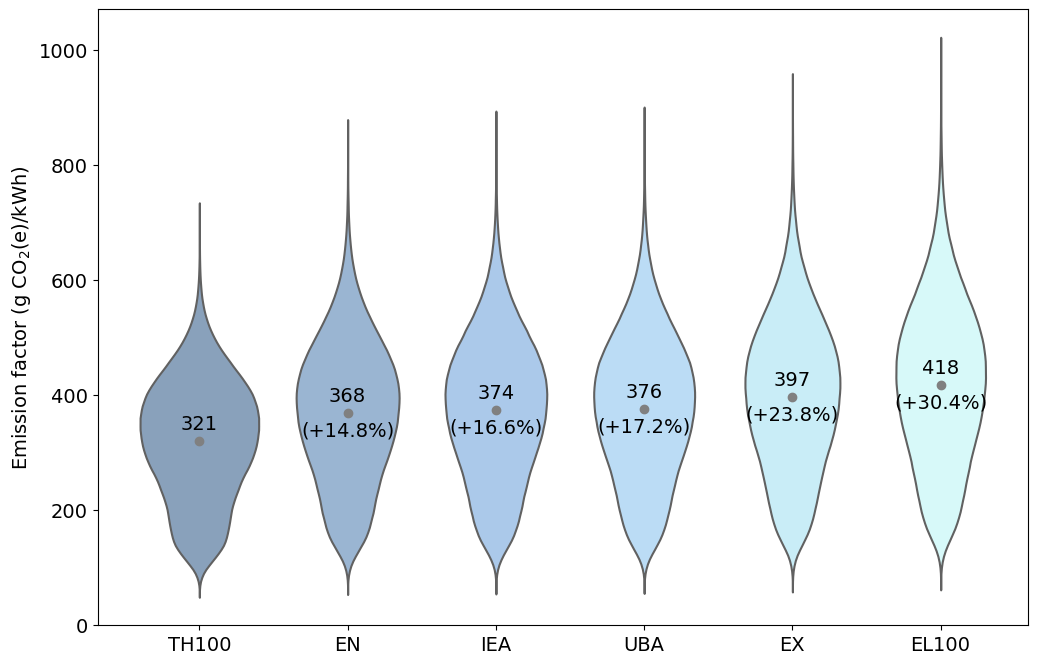 Emission factor (g CO₂(e)/kWh)
1000
800
600
400
200
0
321
368
(+14.8%)
374
(+16.6%)
376
(+17.2%)
397
(+23.8%)
418
(+30.4%)
TH100
EN
IEA
UBA
EX
EL100